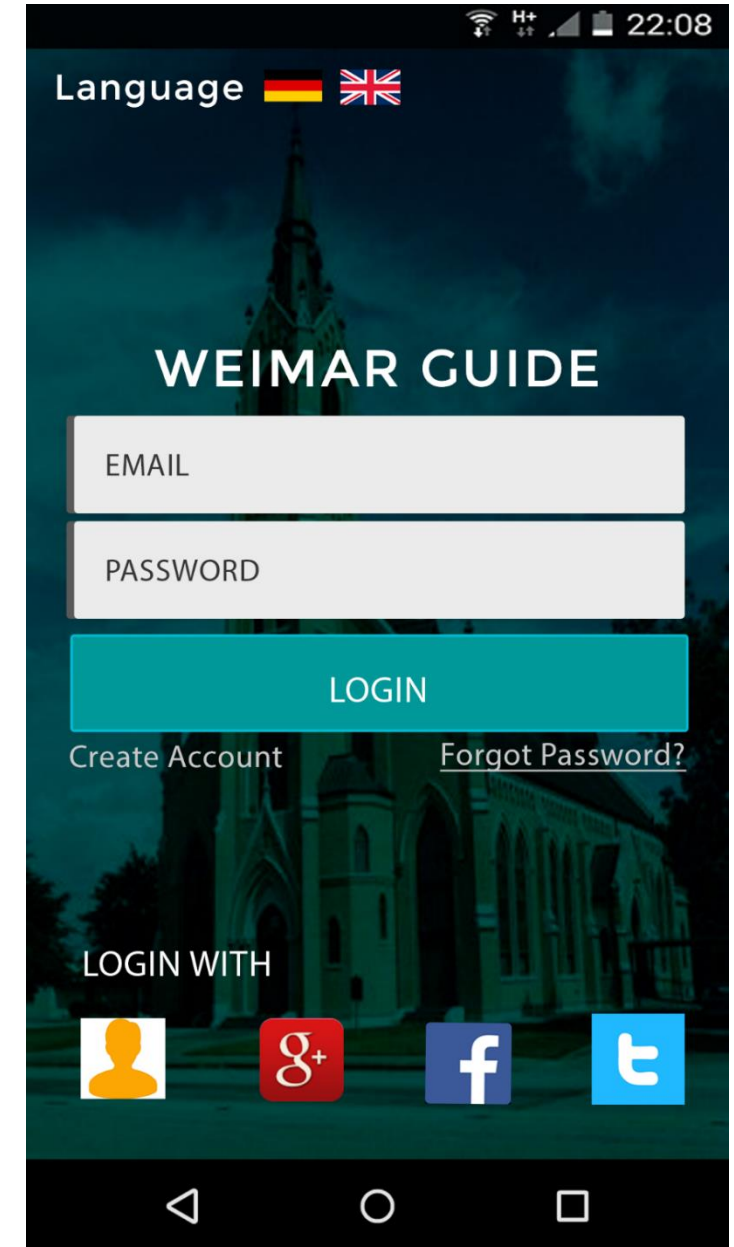 H+ 22:08
Language
WEIMAR GUIDE
EMAIL
PASSWORD
LOGIN
Create Account Forgot Password?
LOGIN WITH
g+ f t